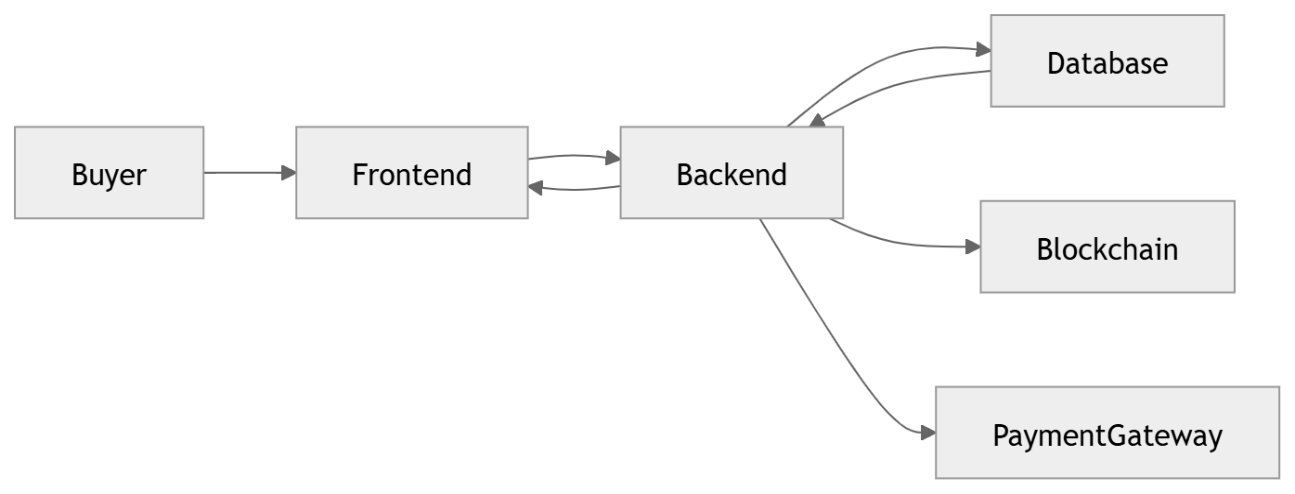 Database
Buyer
Frontend
Backend
Blockchain
PaymentGateway